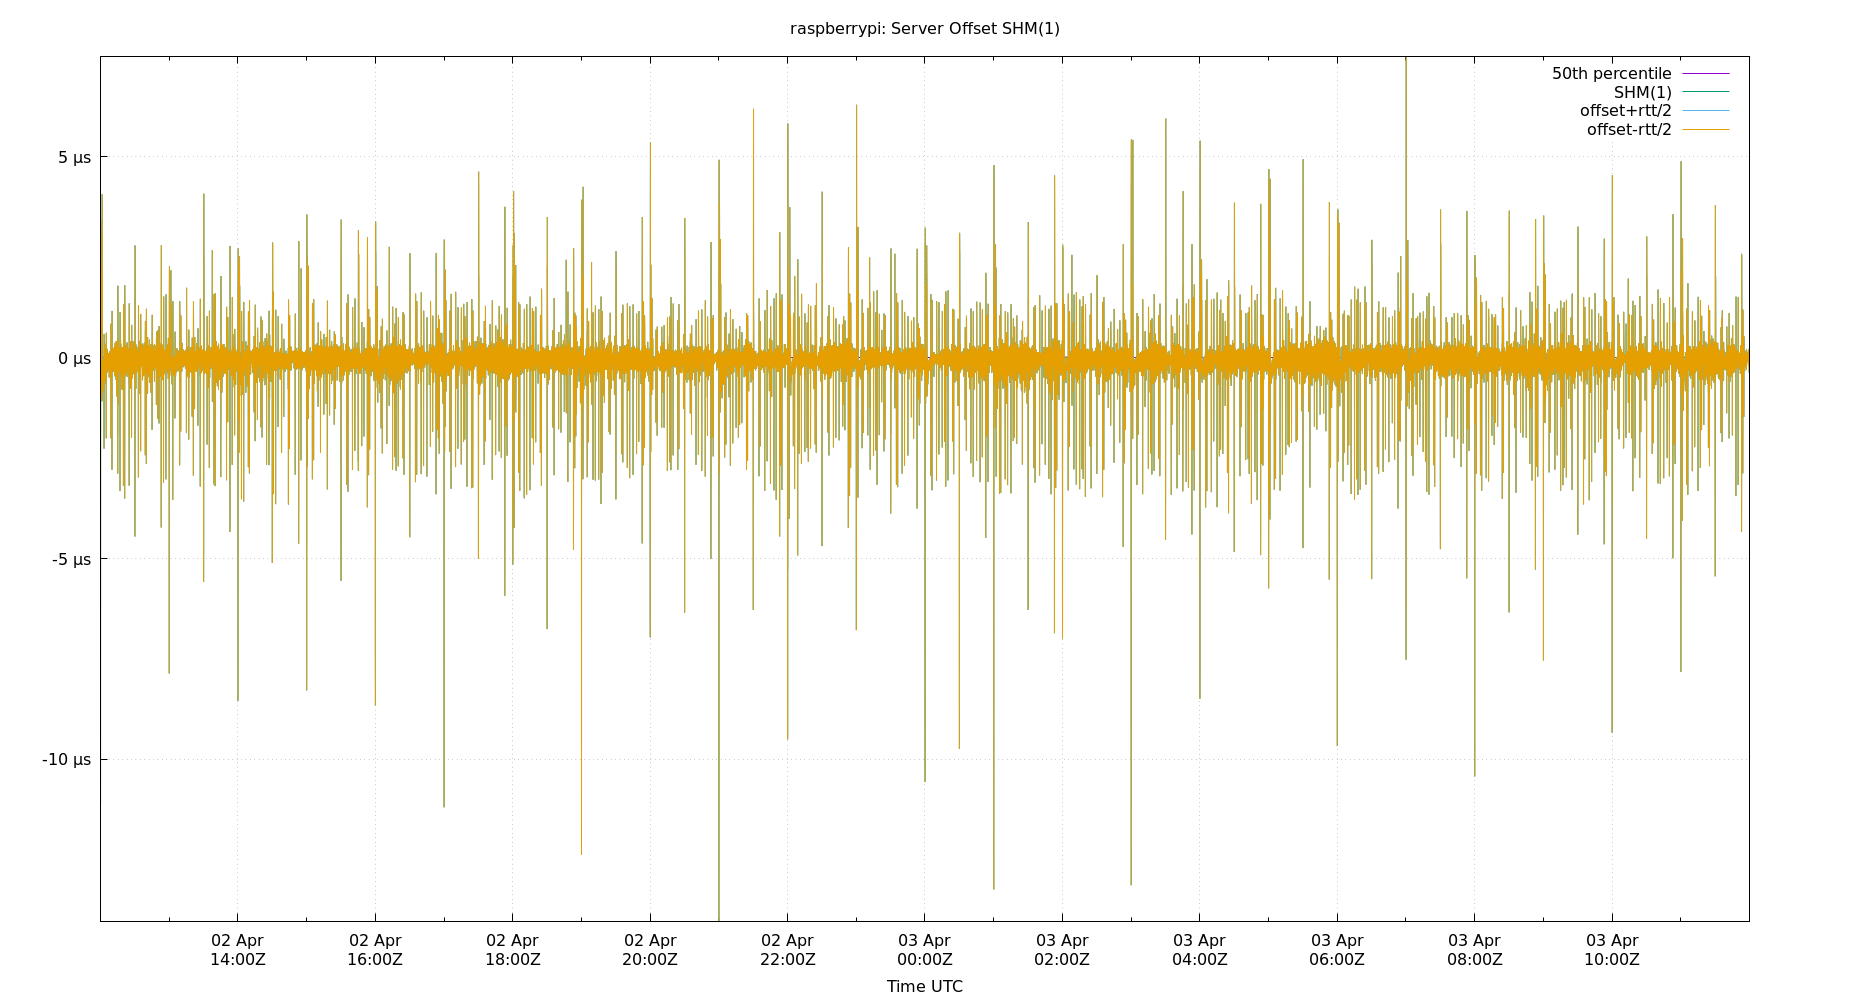 raspberrypi: Server Offset SHM(1)
50th percentile
SHM(1)
offset+rtt/2
offset-rtt/2
5 µs
0 µs
-5 µs
-10 µs
02 Apr 02 Apr 02 Apr 02 Apr 02 Apr 03 Apr 03 Apr 03 Apr 03 Apr 03 Apr 03 Apr
14:00Z 16:00Z 18:00Z 20:00Z 22:00Z 00:00Z 02:00Z 04:00Z 06:00Z 08:00Z 10:00Z
Time UTC